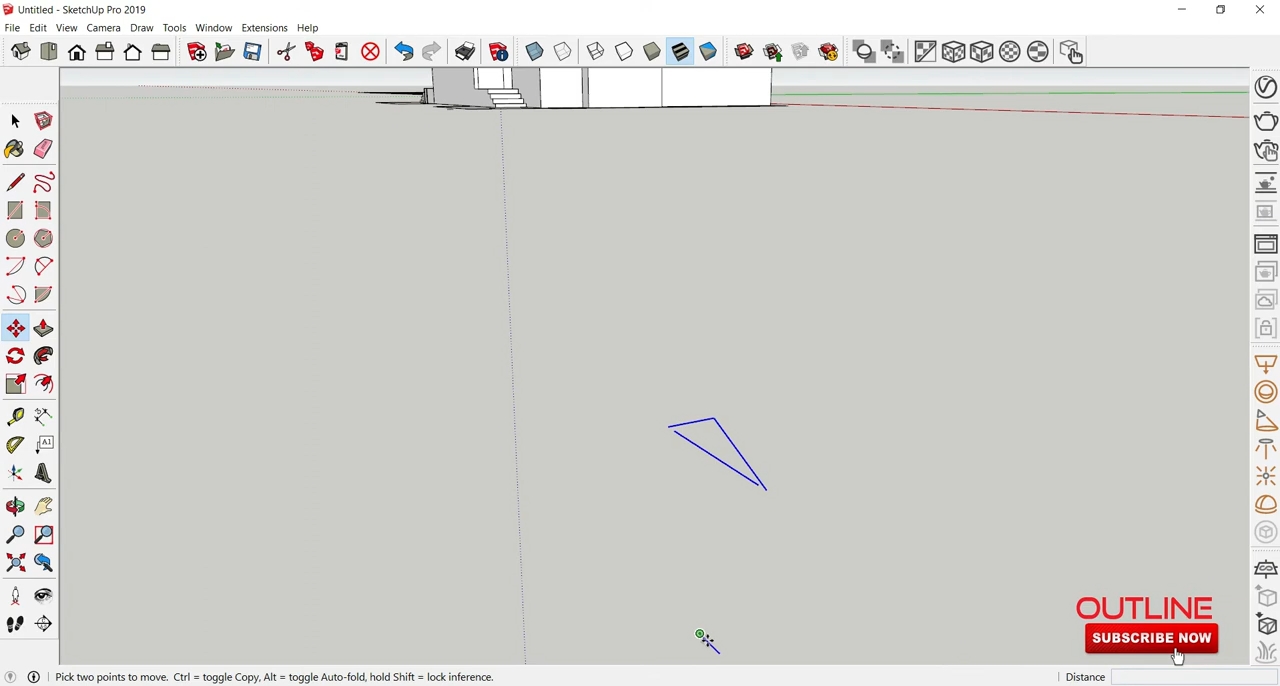 Untitled - SketchUp Pro 2019
File Edit View Camera Draw Tools Window Extensions Help
A1
OUTLINE
SUBSCRIBE NOW
Pick two points to move. Ctrl = toggle Copy, Alt = toggle Auto-fold, hold Shift = lock inference.
Distance